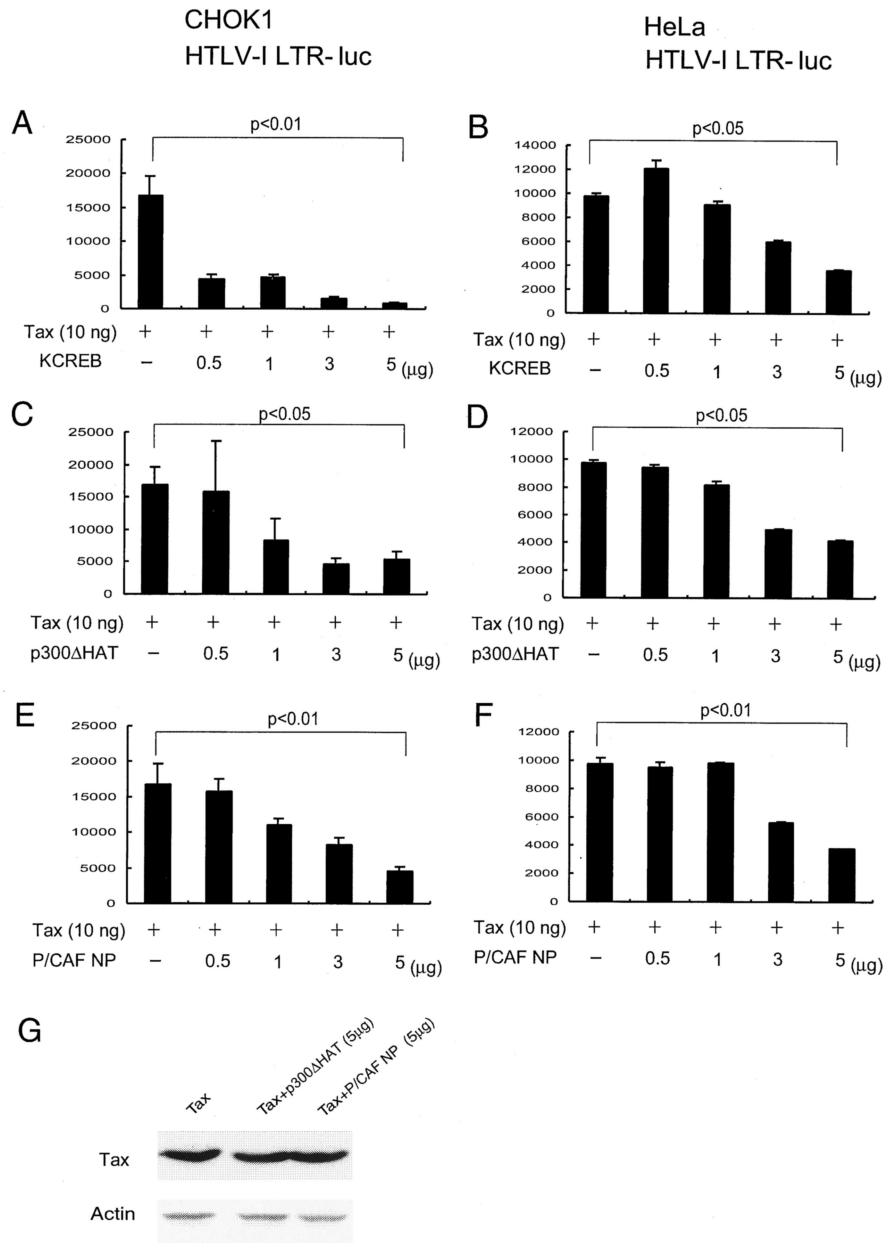 CHOK1
HTLV-I LTR- luc
HeLa
HTLV-I LTR- luc
A
p<0.01
25000
20000
15000
10000
5000
0
Tax (10 ng) + + + + +
KCREB – 0.5 1 3 5 (μg)
B
p<0.05
14000
12000
10000
8000
6000
4000
2000
0
Tax (10 ng) + + + + +
KCREB – 0.5 1 3 5 (μg)
C
p<0.05
25000
20000
15000
10000
5000
0
Tax (10 ng) + + + + +
p300ΔHAT – 0.5 1 3 5 (μg)
D
p<0.05
12000
10000
8000
6000
4000
2000
0
Tax (10 ng) + + + + +
p300ΔHAT – 0.5 1 3 5 (μg)
E
p<0.01
25000
20000
15000
10000
5000
0
Tax (10 ng) + + + + +
P/CAF NP – 0.5 1 3 5 (μg)
F
p<0.01
12000
10000
8000
6000
4000
2000
0
Tax (10 ng) + + + + +
P/CAF NP – 0.5 1 3 5 (μg)
G
Tax
Tax+p300ΔHAT (5μg)
Tax+P/CAF NP (5μg)
Tax
Actin